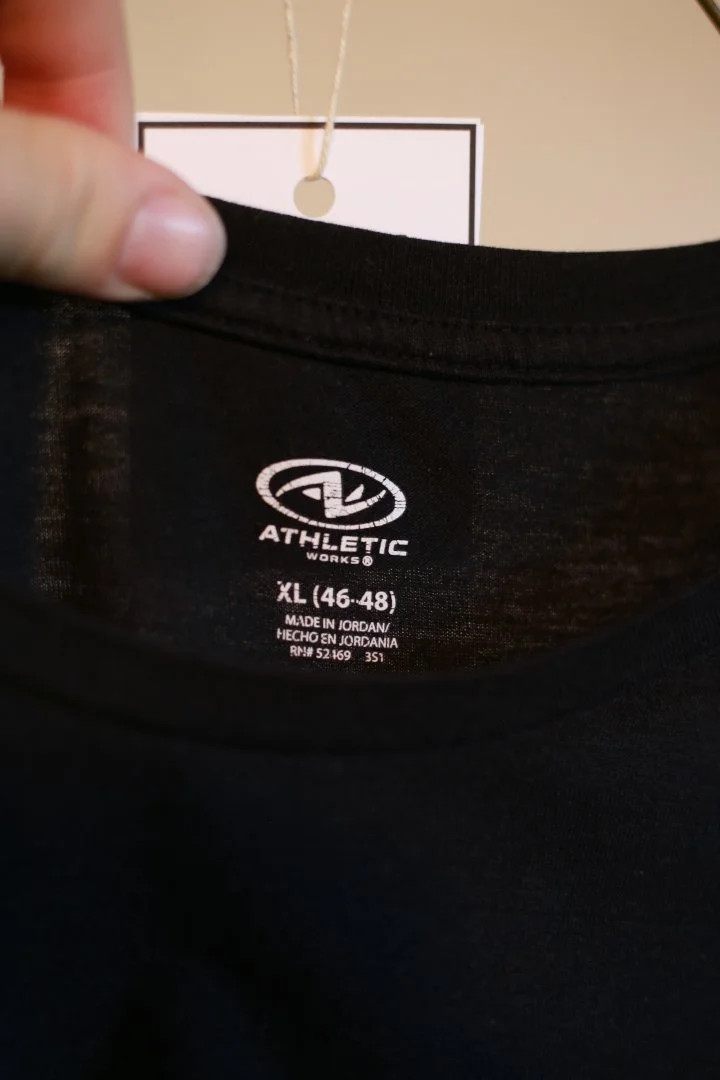 ATHLETIC
WORKS®
XL (46-48)
MADE IN JORDAN/
HECHO EN JORDANIA
RN# 52469 351